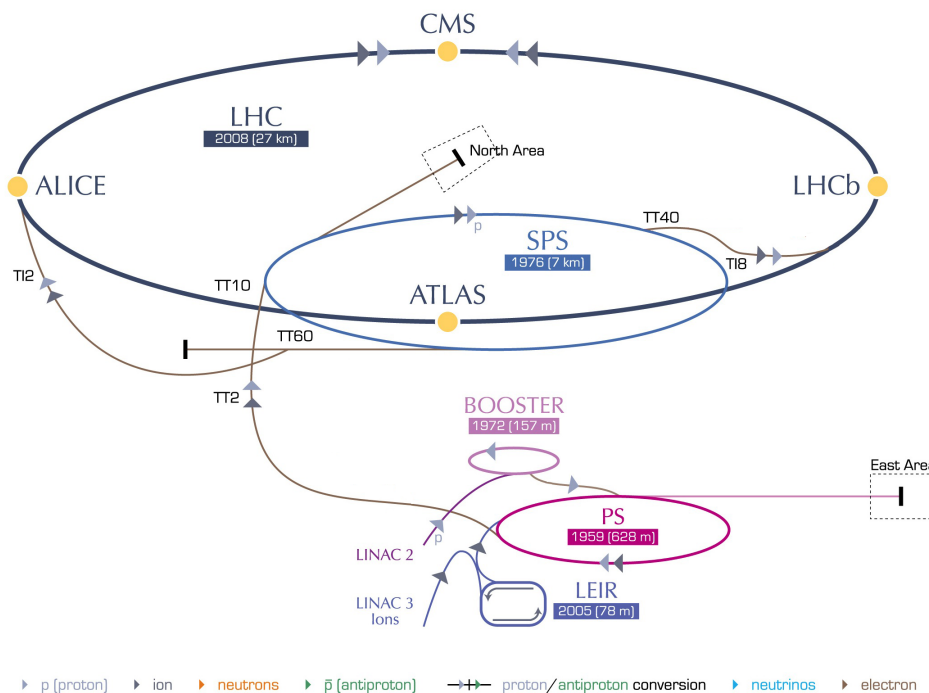 CMS
LHC
2008 (27 km)
North Area
ALICE
LHCb
TT40
p
SPS
1976 (7 km)
TI8
TI2
TT10
ATLAS
TT60
TT2
BOOSTER
1972 (157 m)
East Area
PS
1959 (628 m)
p
LINAC 2
LEIR
2005 (78 m)
LINAC 3
Ions
p (proton) ion neutrons p̄ (antiproton) proton/antiproton conversion neutrinos electron